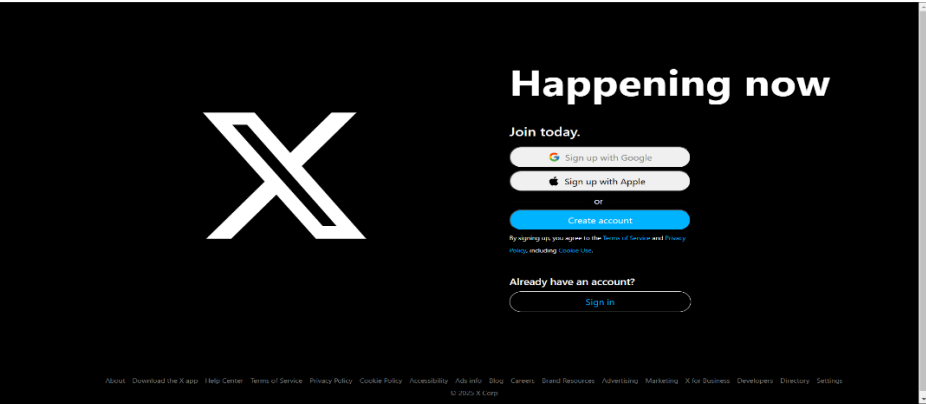 Happening now
Join today.
Sign up with Google
Sign up with Apple
or
Create account
By signing up, you agree to the Terms of Service and Privacy
Policy, including Cookie Use.
Already have an account?
Sign in
About Download the X app Help Center Terms of Service Privacy Policy Cookie Policy Accessibility Ads info Blog Careers Brand Resources Advertising Marketing X for Business Developers Directory Settings
© 2025 X Corp.